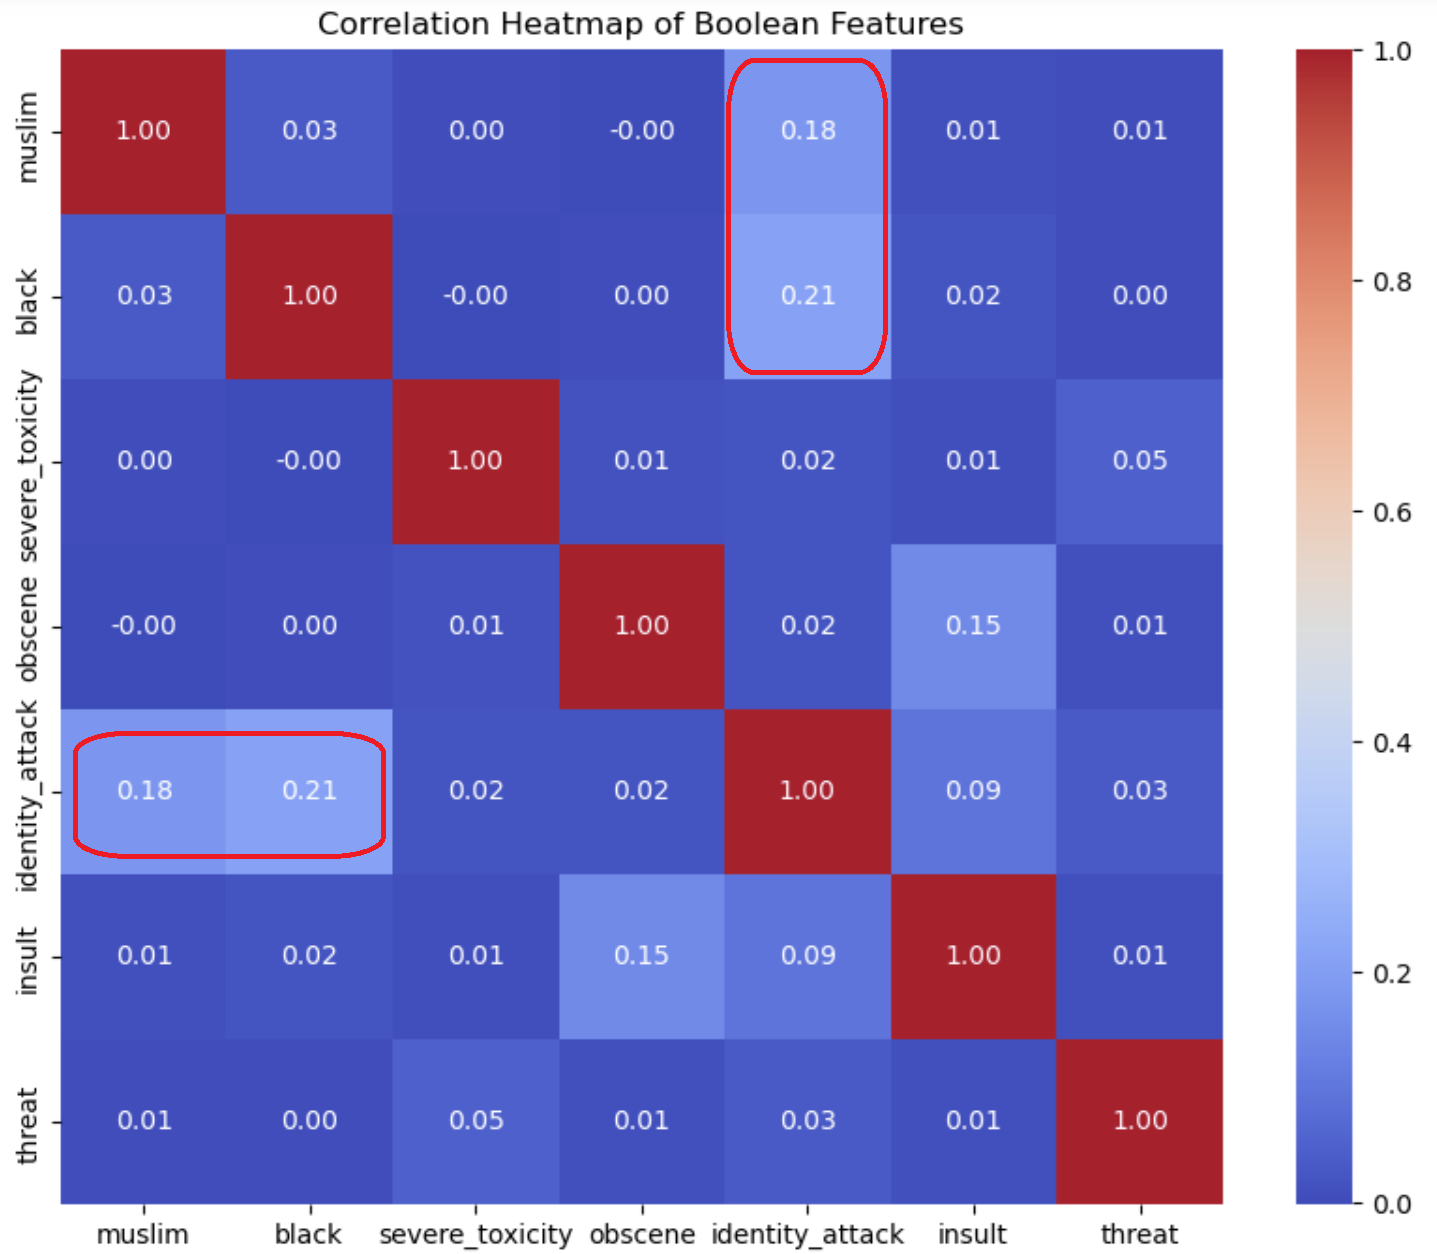 Correlation Heatmap of Boolean Features
muslim 1.00 0.03 0.00 -0.00 0.18 0.01 0.01
black 0.03 1.00 -0.00 0.00 0.21 0.02 0.00
severe_toxicity 0.00 -0.00 1.00 0.01 0.02 0.01 0.05
obscene -0.00 0.00 0.01 1.00 0.02 0.15 0.01
identity_attack 0.18 0.21 0.02 0.02 1.00 0.09 0.03
insult 0.01 0.02 0.01 0.15 0.09 1.00 0.01
threat 0.01 0.00 0.05 0.01 0.03 0.01 1.00
muslim black severe_toxicity obscene identity_attack insult threat
1.0
0.8
0.6
0.4
0.2
0.0